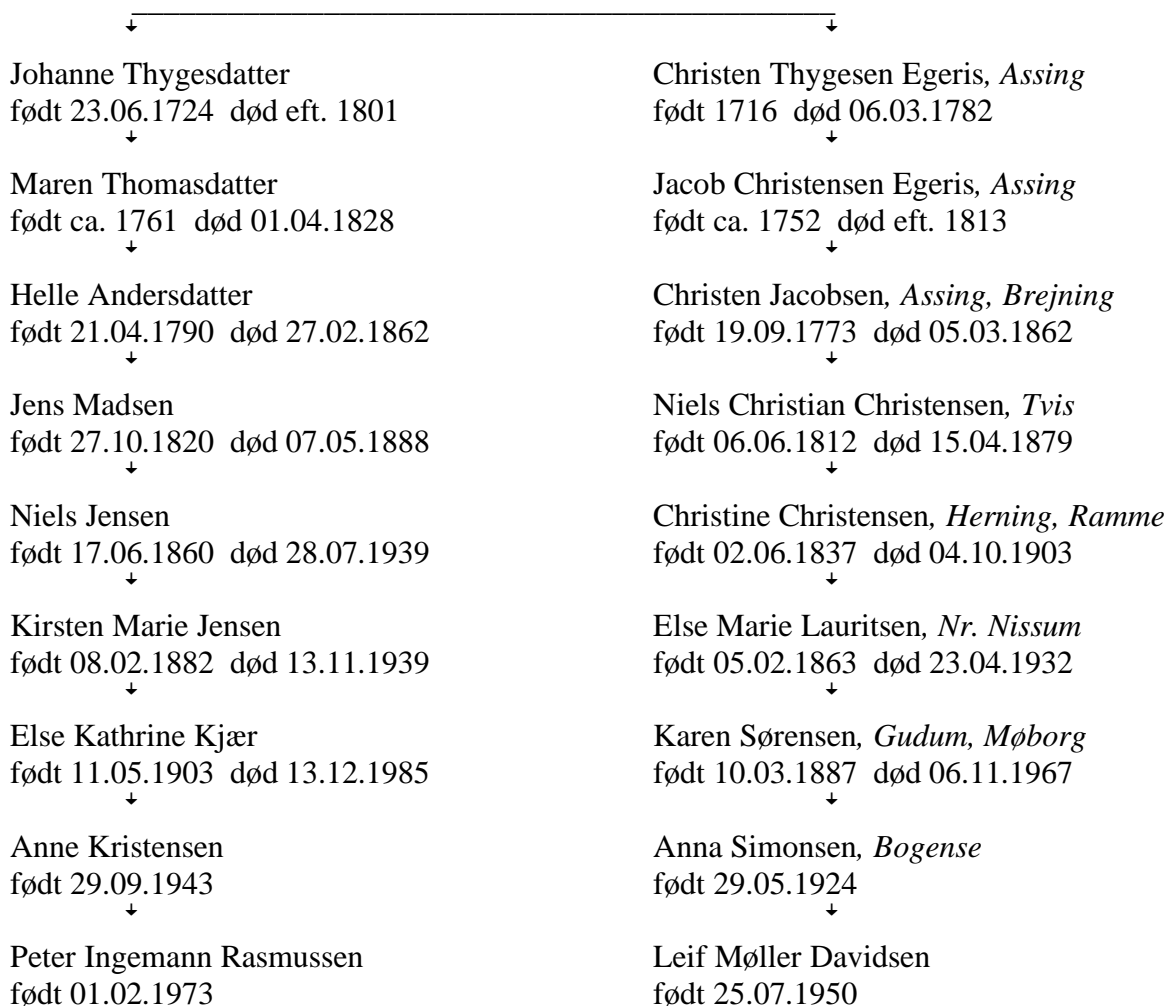 Johanne Thygesdatter
født 23.06.1724 død eft. 1801
Maren Thomasdatter
født ca. 1761 død 01.04.1828
Helle Andersdatter
født 21.04.1790 død 27.02.1862
Jens Madsen
født 27.10.1820 død 07.05.1888
Niels Jensen
født 17.06.1860 død 28.07.1939
Kirsten Marie Jensen
født 08.02.1882 død 13.11.1939
Else Kathrine Kjær
født 11.05.1903 død 13.12.1985
Anne Kristensen
født 29.09.1943
Peter Ingemann Rasmussen
født 01.02.1973
Christen Thygesen Egeris, Assing
født 1716 død 06.03.1782
Jacob Christensen Egeris, Assing
født ca. 1752 død eft. 1813
Christen Jacobsen, Assing, Brejning
født 19.09.1773 død 05.03.1862
Niels Christian Christensen, Tvis
født 06.06.1812 død 15.04.1879
Christine Christensen, Herning, Ramme
født 02.06.1837 død 04.10.1903
Else Marie Lauritsen, Nr. Nissum
født 05.02.1863 død 23.04.1932
Karen Sørensen, Gudum, Møborg
født 10.03.1887 død 06.11.1967
Anna Simonsen, Bogense
født 29.05.1924
Leif Møller Davidsen
født 25.07.1950